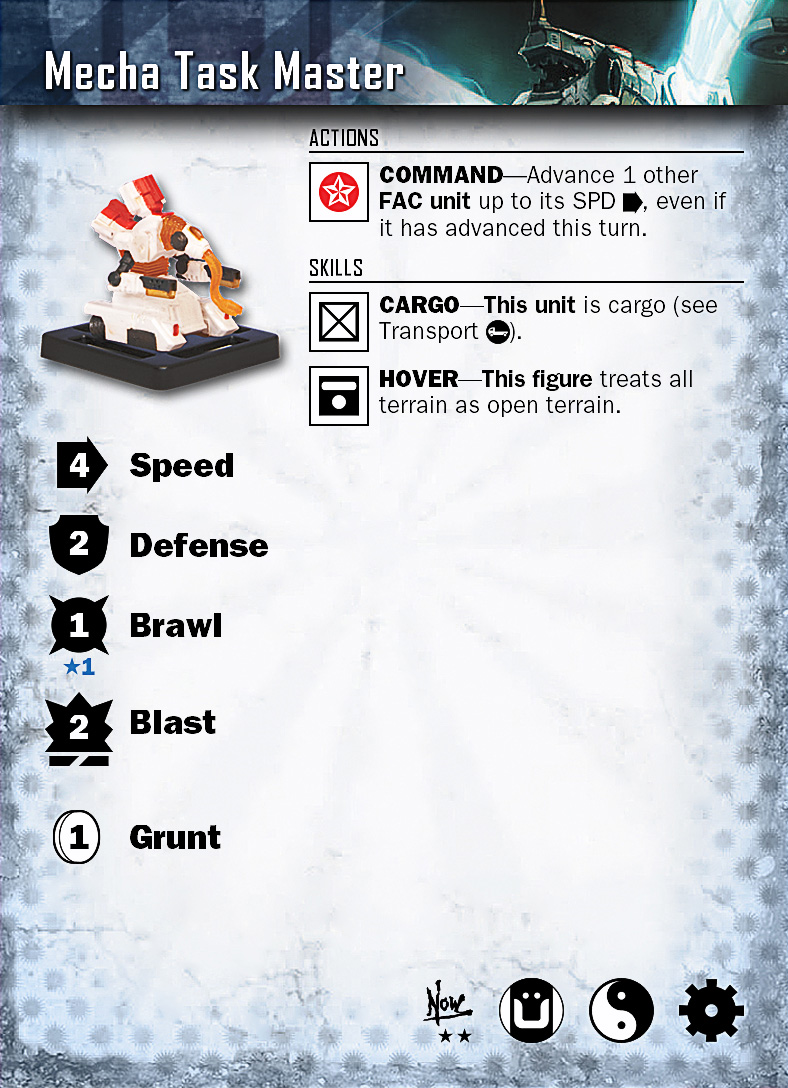 Mecha Task Master
ACTIONS
COMMAND—Advance 1 other
FAC unit up to its SPD , even if
it has advanced this turn.
SKILLS
CARGO—This unit is cargo (see
Transport ).
HOVER—This figure treats all
terrain as open terrain.
4 Speed
2 Defense
1 Brawl
★1
2 Blast
1 Grunt
Now
★★